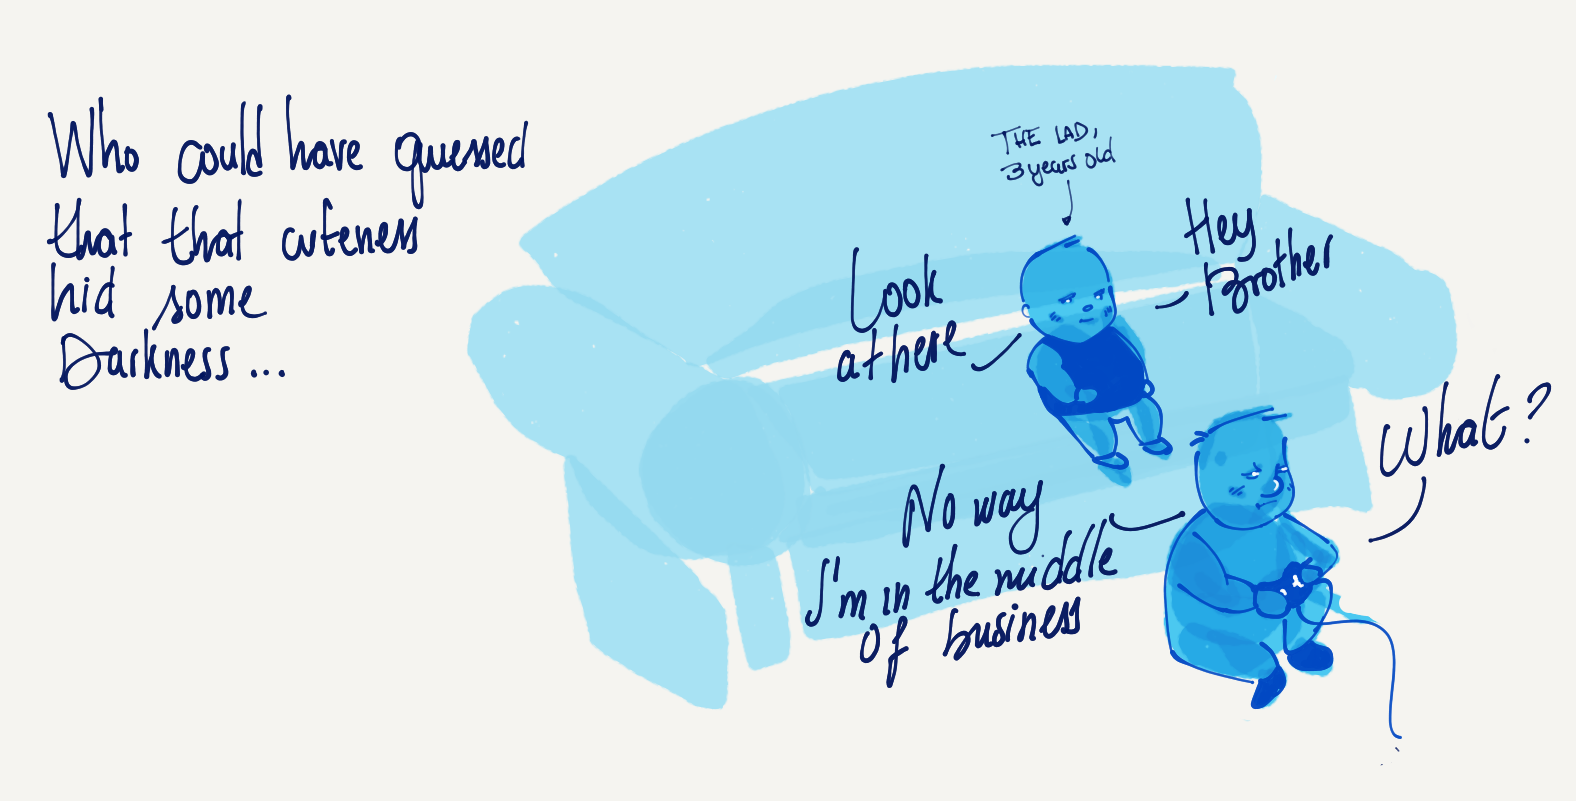 Who could have guessed
that that cuteness
hid some
Darkness...
THE LAD,
3 years old
Hey
Brother
What?
Look
at here
No way
I'm in the middle
of business